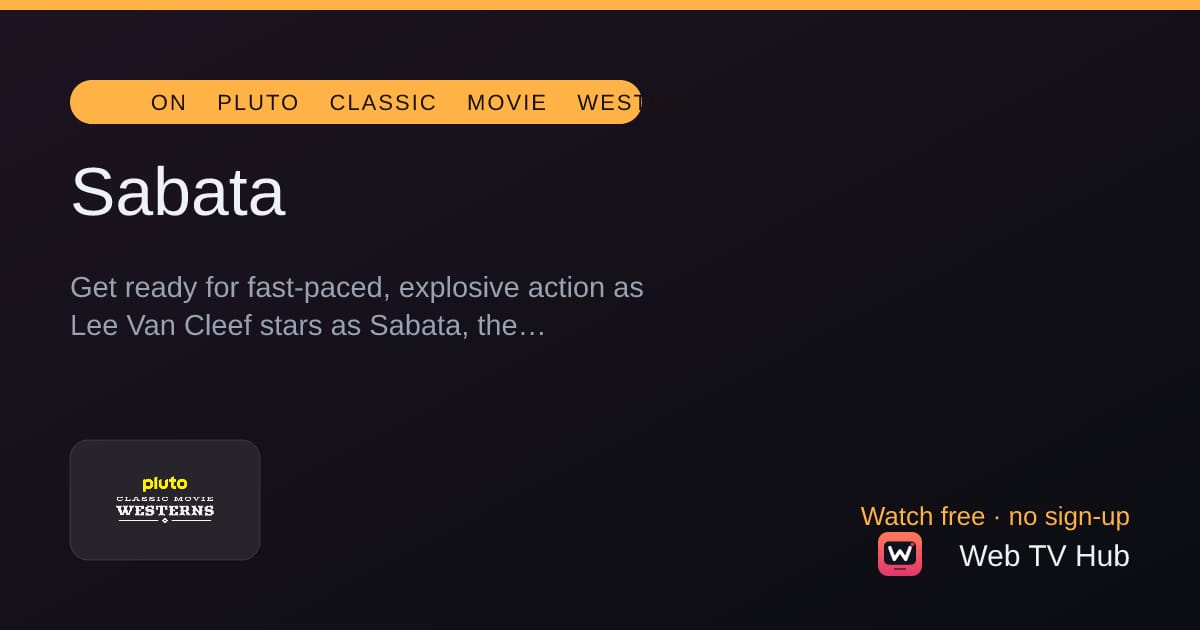 ON PLUTO CLASSIC MOVIE WESTERNS
Sabata
Get ready for fast-paced, explosive action as
Lee Van Cleef stars as Sabata, the…
pluto
CLASSIC MOVIE
WESTERNS
Watch free · no sign-up
W
Web TV Hub